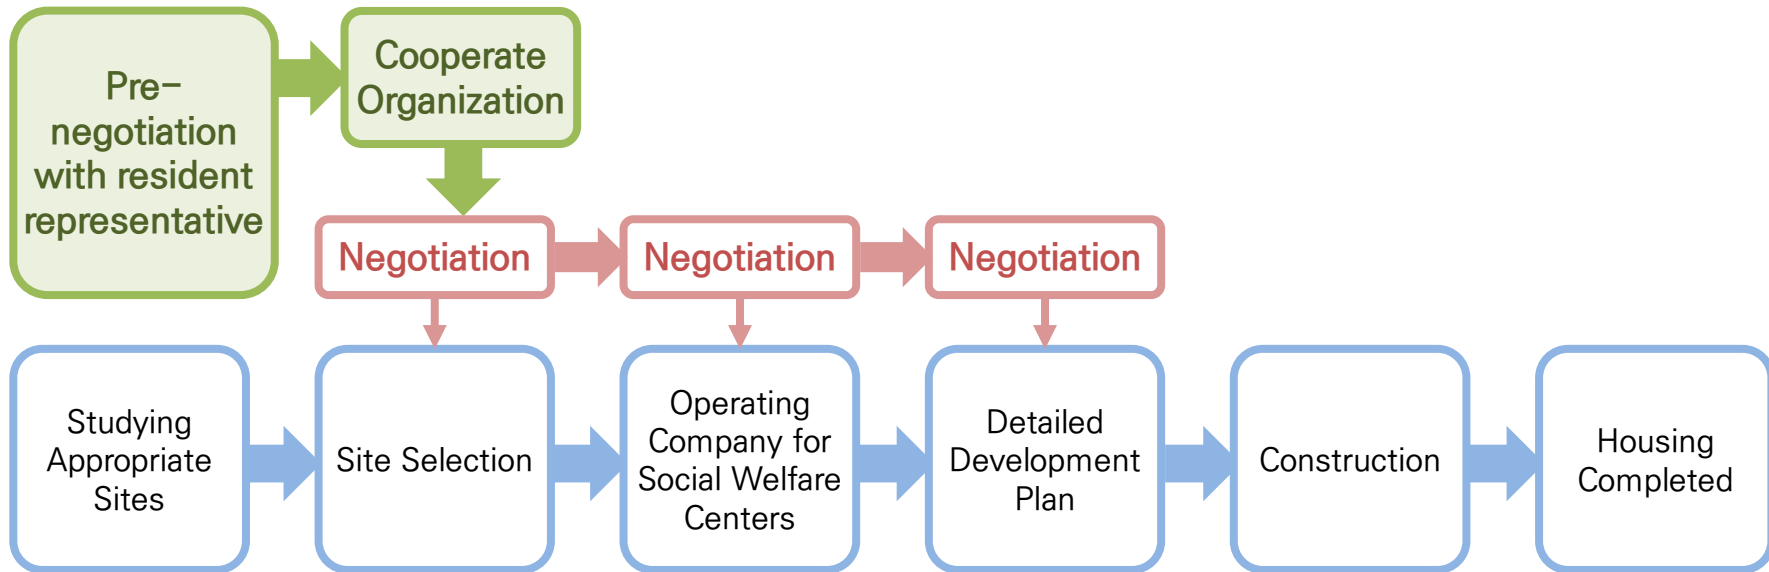 Pre-
negotiation
with resident
representative
Cooperate
Organization
Negotiation
Negotiation
Negotiation
Studying
Appropriate
Sites
Site Selection
Operating
Company for
Social Welfare
Centers
Detailed
Development
Plan
Construction
Housing
Completed